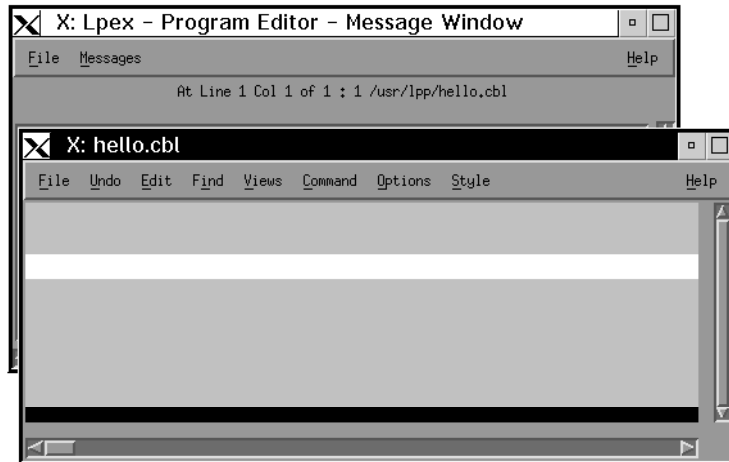 X: Lpex - Program Editor - Message Window
File Messages Help
At Line 1 Col 1 of 1 : 1 /usr/lpp/hello.cbl
X: hello.cbl
File Undo Edit Find Views Command Options Style Help